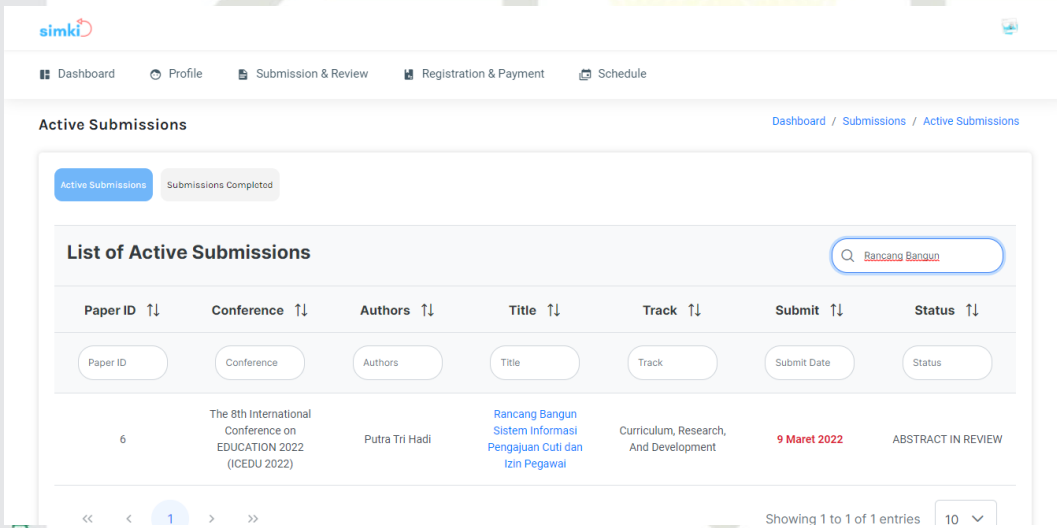 simki
Dashboard Profile Submission & Review Registration & Payment Schedule
Active Submissions
Dashboard / Submissions / Active Submissions
Active Submissions Submissions Completed
List of Active Submissions
Rancang Bangun
Paper ID Conference Authors Title Track Submit Status
Paper ID Conference Authors Title Track Submit Date Status
6
The 8th International
Conference on
EDUCATION 2022
(ICEDU 2022)
Putra Tri Hadi
Rancang Bangun
Sistem Informasi
Pengajuan Cuti dan
Izin Pegawai
Curriculum, Research,
And Development
9 Maret 2022
ABSTRACT IN REVIEW
<< < 1 > >>
Showing 1 to 1 of 1 entries 10